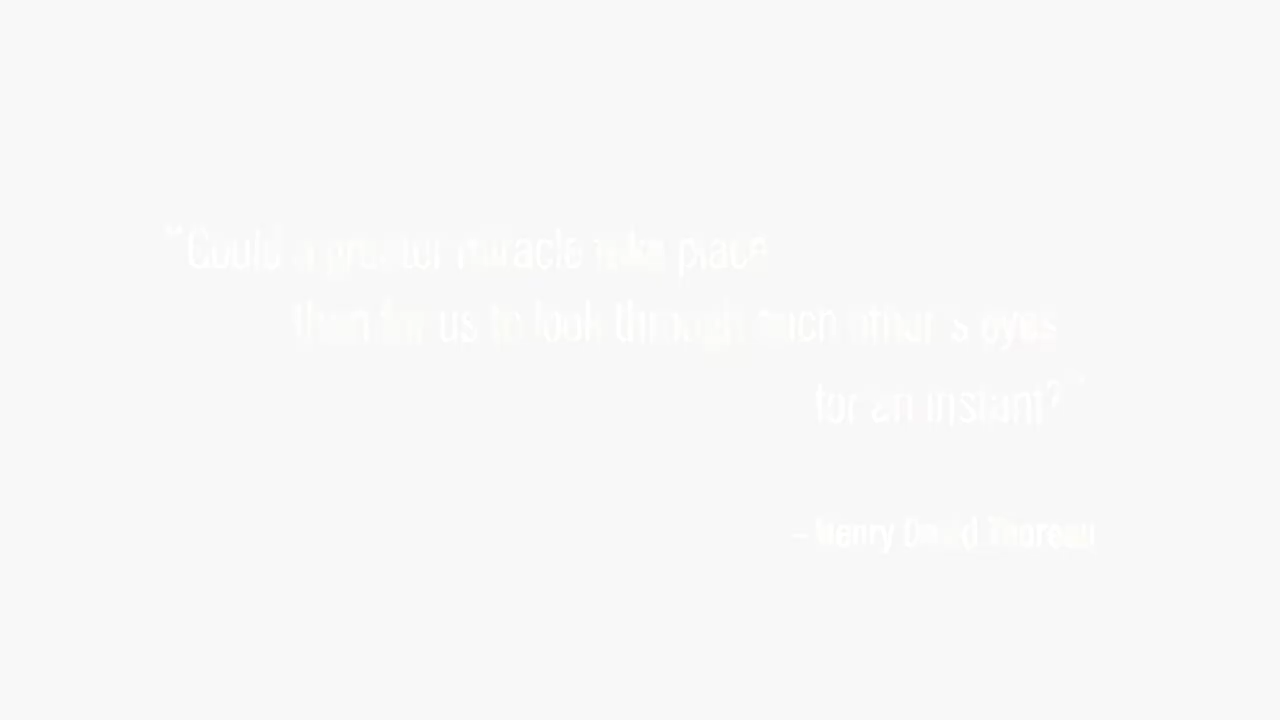 "Could a greater miracle take place
than for us to look through each other's eyes
for an instant?"
– Henry David Thoreau